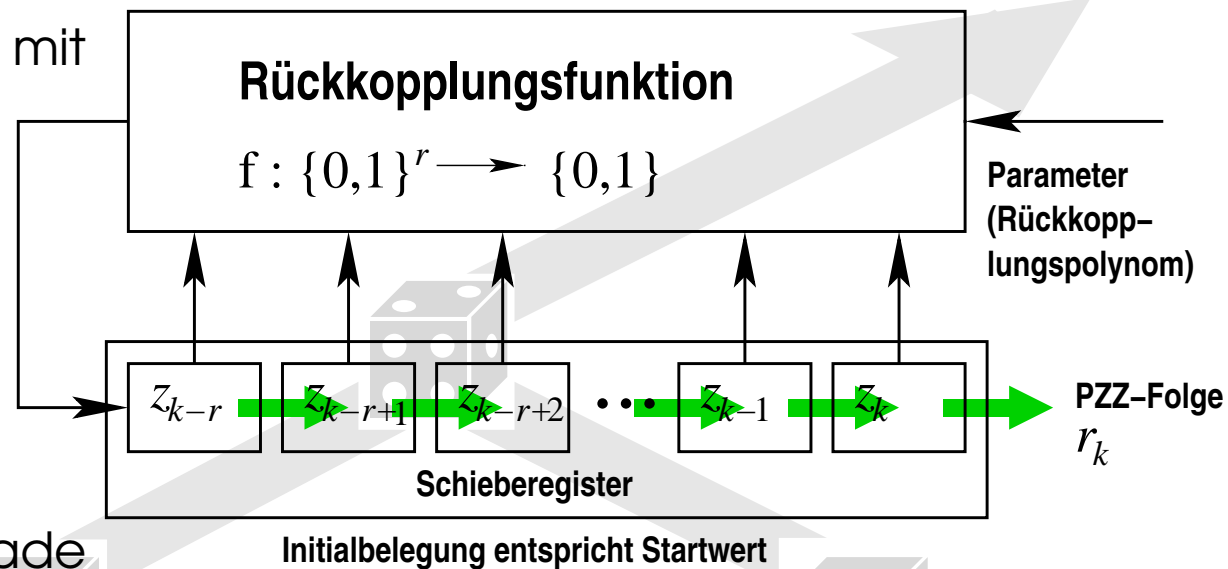 mit
Rückkopplungsfunktion
f : {0,1}^r → {0,1}
Parameter
(Rückkopp–
lungspolynom)
z_{k−r} z_{k−r+1} z_{k−r+2} ••• z_{k−1} z_k
PZZ–Folge
r_k
Schieberegister
ade
Initialbelegung entspricht Startwert